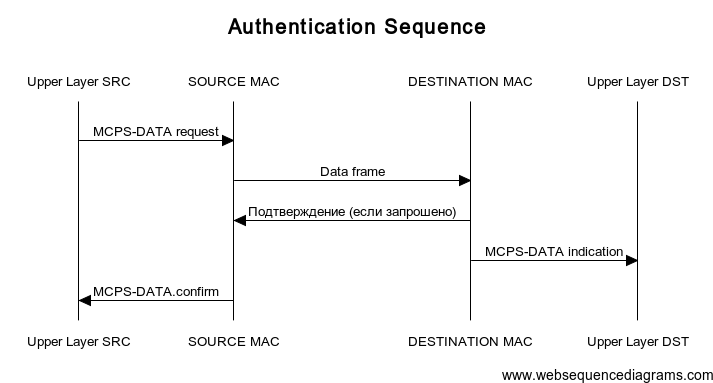 Authentication Sequence
Upper Layer SRC SOURCE MAC DESTINATION MAC Upper Layer DST
MCPS-DATA request
Data frame
Подтверждение (если запрошено)
MCPS-DATA indication
MCPS-DATA.confirm
Upper Layer SRC SOURCE MAC DESTINATION MAC Upper Layer DST
www.websequencediagrams.com